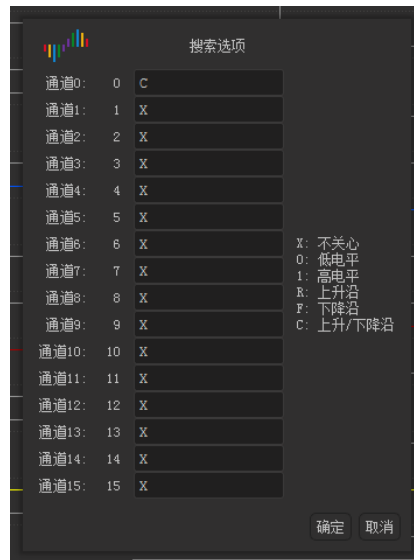 搜索选项
通道0: 0 C
通道1: 1 X
通道2: 2 X
通道3: 3 X
通道4: 4 X
通道5: 5 X
通道6: 6 X
通道7: 7 X
通道8: 8 X
通道9: 9 X
通道10: 10 X
通道11: 11 X
通道12: 12 X
通道13: 13 X
通道14: 14 X
通道15: 15 X
X: 不关心
0: 低电平
1: 高电平
R: 上升沿
F: 下降沿
C: 上升/下降沿
确定 取消